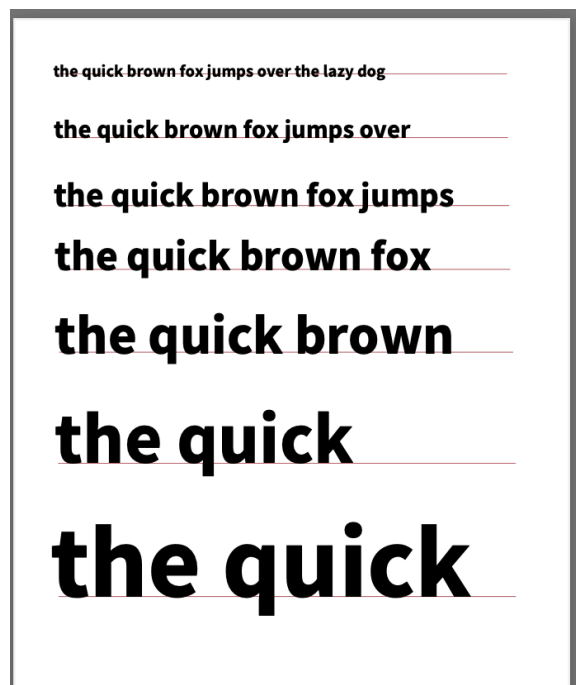 the quick brown fox jumps over the lazy dog
the quick brown fox jumps over
the quick brown fox jumps
the quick brown fox
the quick brown
the quick
the quick